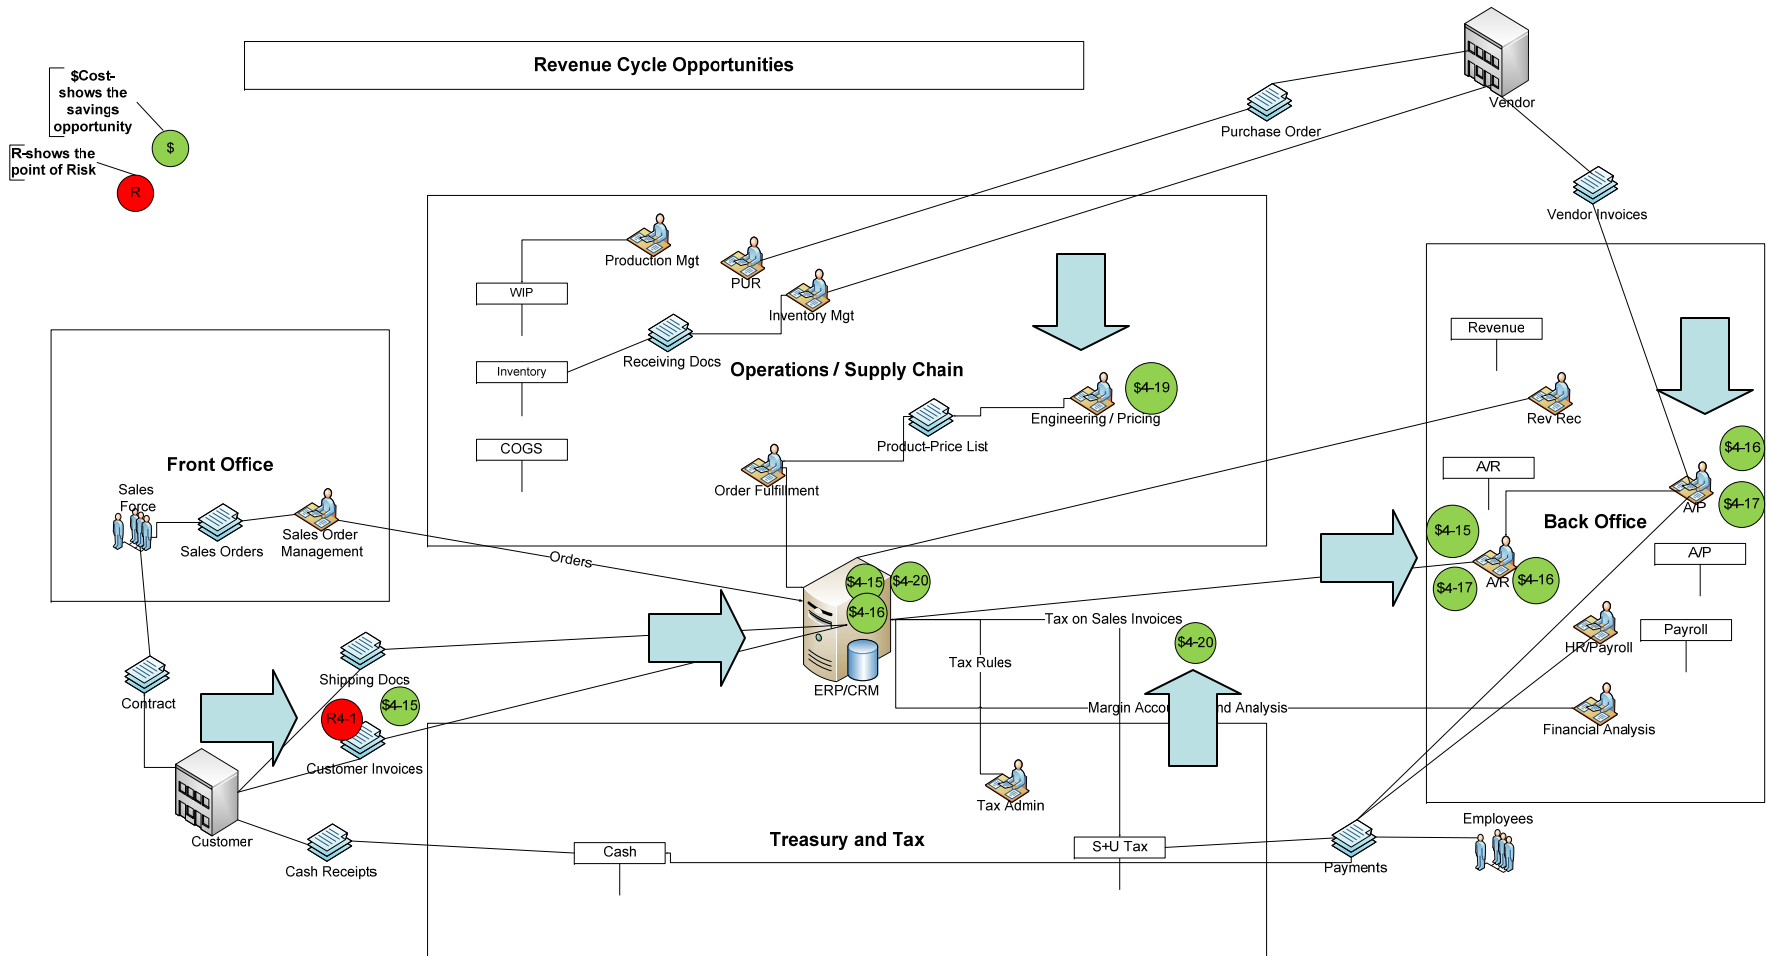 Revenue Cycle Opportunities
$Cost-
shows the
savings
opportunity
$
R-shows the
point of Risk
R
Vendor
Purchase Order
Vendor Invoices
Production Mgt
PUR
WIP
Inventory Mgt
Receiving Docs
Inventory
Operations / Supply Chain
$4-19
Engineering / Pricing
Product-Price List
COGS
Order Fulfillment
Front Office
Sales
Force
Sales Orders
Sales Order
Management
Orders
Revenue
Rev Rec
A/R
$4-16
$4-17
A/P
Back Office
$4-15
A/P
$4-17
A/R
$4-16
Payroll
HR/Payroll
Financial Analysis
$4-15
$4-20
$4-16
ERP/CRM
Tax on Sales Invoices
Tax Rules
$4-20
Margin Accou
nd Analysis
Shipping Docs
Contract
R4-1
$4-15
Customer Invoices
Customer
Cash Receipts
Tax Admin
Treasury and Tax
Cash
S+U Tax
Payments
Employees